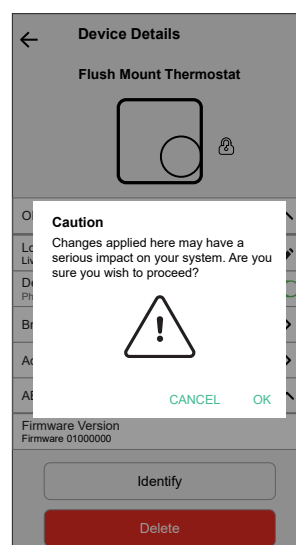 Device Details
Flush Mount Thermostat
Caution
Changes applied here may have a
serious impact on your system. Are you
sure you wish to proceed?
CANCEL OK
Firmware Version
Firmware 01000000
Identify
Delete